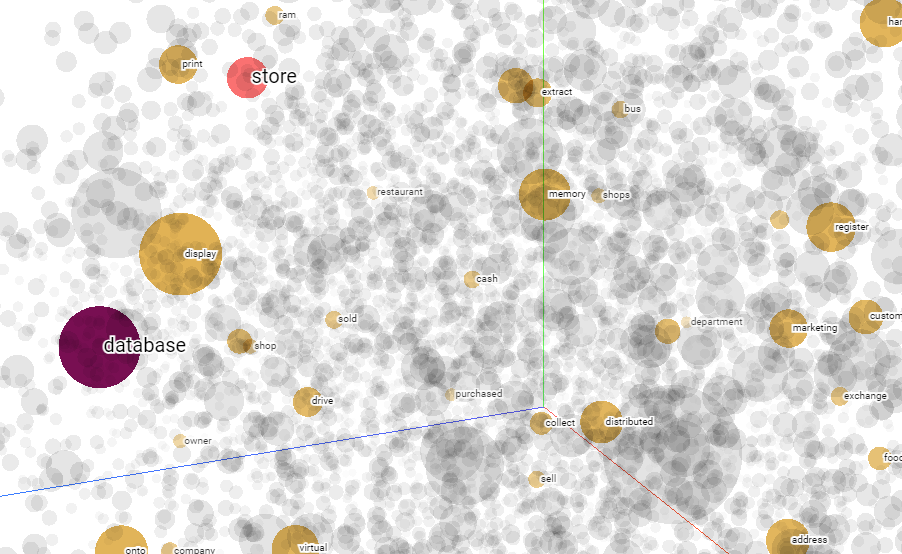 ram
har
print
store
extract
bus
restaurant
memory
shops
register
display
cash
sold
department
custom
marketing
database
shop
purchased
exchange
drive
collect
distributed
owner
food
sell
address
virtual
onto
company